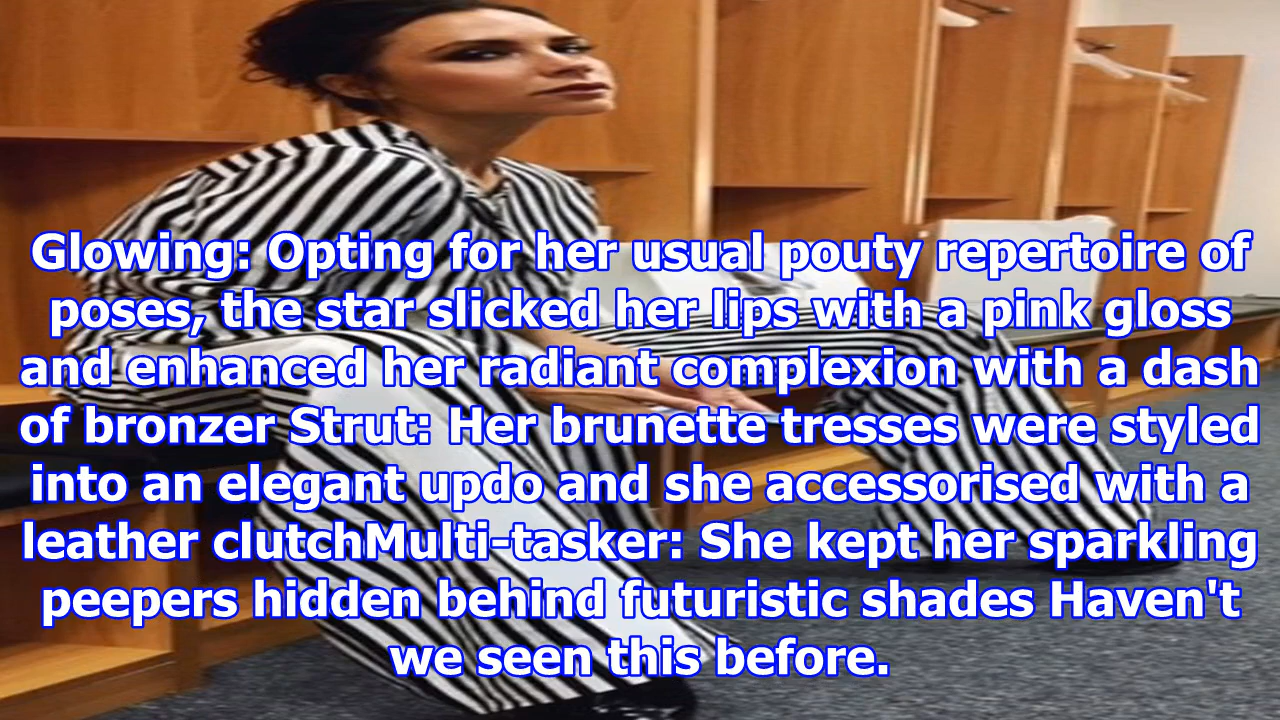 Glowing: Opting for her usual pouty repertoire of
poses, the star slicked her lips with a pink gloss
and enhanced her radiant complexion with a dash
of bronzer Strut: Her brunette tresses were styled
into an elegant updo and she accessorised with a
leather clutchMulti-tasker: She kept her sparkling
peepers hidden behind futuristic shades Haven't
we seen this before.